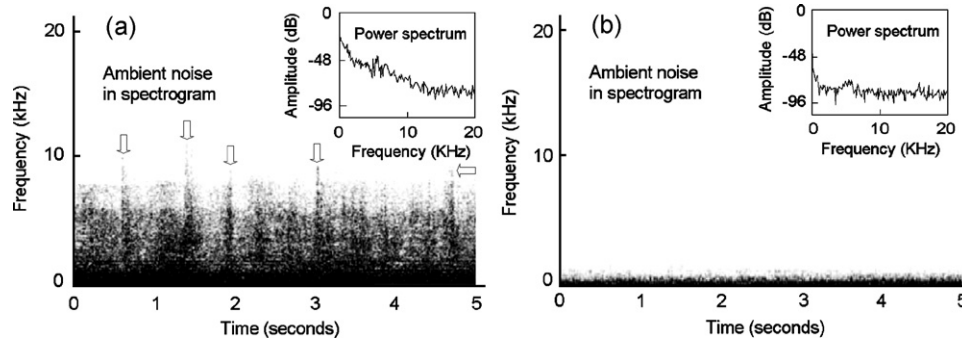 (a)
Ambient noise
in spectrogram
Frequency (kHz)
20
10
0
0 1 2 3 4 5
Time (seconds)
Power spectrum
Amplitude (dB)
0
-48
-96
0 10 20
Frequency (KHz)
(b)
Ambient noise
in spectrogram
Frequency (kHz)
20
10
0
0 1 2 3 4 5
Time (seconds)
Power spectrum
Amplitude (dB)
0
-48
-96
0 10 20
Frequency (KHz)